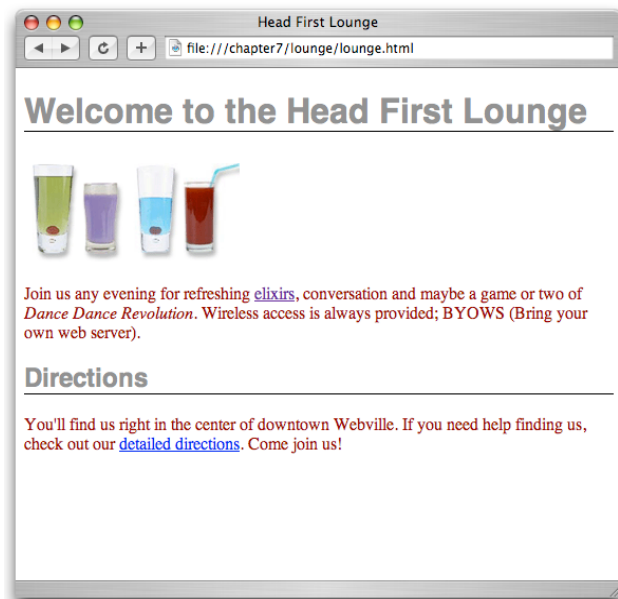 Head First Lounge
file:///chapter7/lounge/lounge.html
Welcome to the Head First Lounge
Join us any evening for refreshing elixirs, conversation and maybe a game or two of
Dance Dance Revolution. Wireless access is always provided; BYOWS (Bring your
own web server).
Directions
You'll find us right in the center of downtown Webville. If you need help finding us,
check out our detailed directions. Come join us!